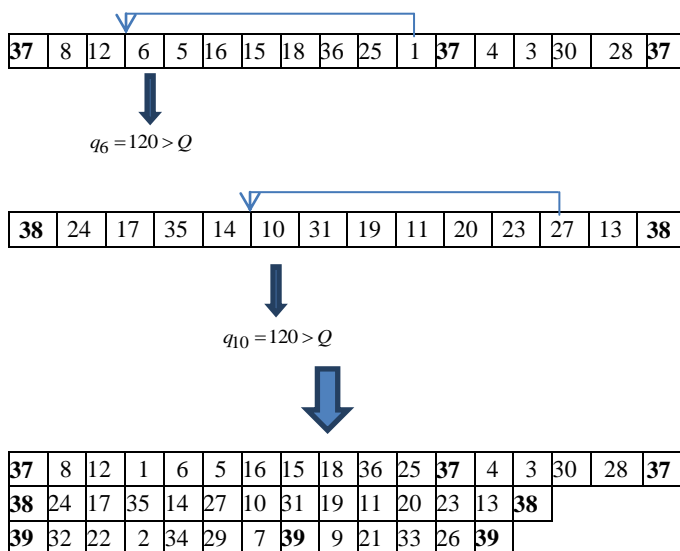 37 8 12 6 5 16 15 18 36 25 1 37 4 3 30 28 37
q6 = 120 > Q
38 24 17 35 14 10 31 19 11 20 23 27 13 38
q10 = 120 > Q
37 8 12 1 6 5 16 15 18 36 25 37 4 3 30 28 37
38 24 17 35 14 27 10 31 19 11 20 23 13 38
39 32 22 2 34 29 7 39 9 21 33 26 39